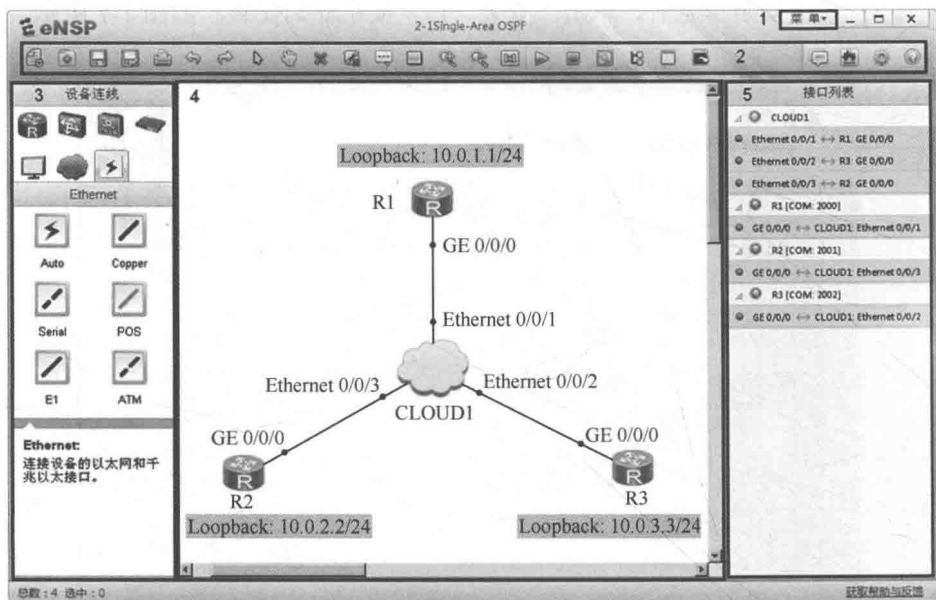 eNSP
2-1Single-Area OSPF
1
菜 单
2
3
设备连线
Ethernet
Auto
Copper
Serial
POS
E1
ATM
Ethernet:
连接设备的以太网和千
兆以太接口。
4
Loopback: 10.0.1.1/24
R1
R
GE 0/0/0
Ethernet 0/0/1
Ethernet 0/0/3
Ethernet 0/0/2
CLOUD1
GE 0/0/0
GE 0/0/0
R
R
R2
R3
Loopback: 10.0.2.2/24
Loopback: 10.0.3.3/24
5
接口列表
CLOUD1
Ethernet 0/0/1 ↔ R1: GE 0/0/0
Ethernet 0/0/2 ↔ R3: GE 0/0/0
Ethernet 0/0/3 ↔ R2: GE 0/0/0
R1 [COM: 2000]
GE 0/0/0 ↔ CLOUD1: Ethernet 0/0/1
R2 [COM: 2001]
GE 0/0/0 ↔ CLOUD1: Ethernet 0/0/3
R3 [COM: 2002]
GE 0/0/0 ↔ CLOUD1: Ethernet 0/0/2
总数：4 选中：0
获取帮助与反馈